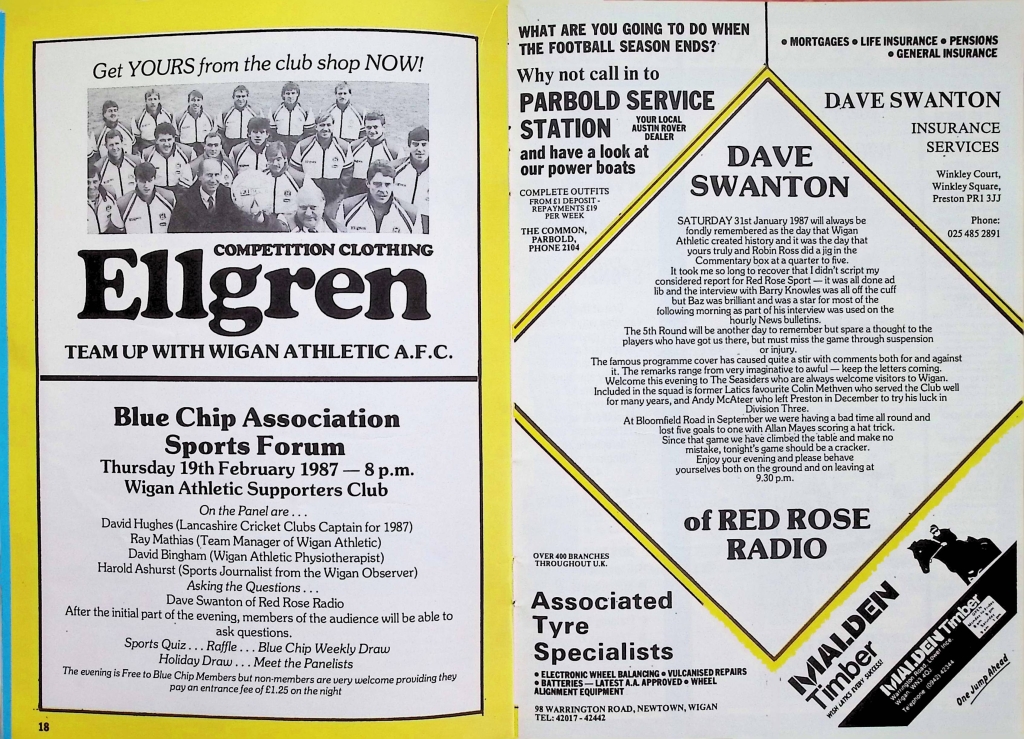 Get YOURS from the club shop NOW!
COMPETITION CLOTHING
Ellgren
TEAM UP WITH WIGAN ATHLETIC A.F.C.
Blue Chip Association
Sports Forum
Thursday 19th February 1987 — 8 p.m.
Wigan Athletic Supporters Club
On the Panel are . . .
David Hughes (Lancashire Cricket Clubs Captain for 1987)
Ray Mathias (Team Manager of Wigan Athletic)
David Bingham (Wigan Athletic Physiotherapist)
Harold Ashurst (Sports Journalist from the Wigan Observer)
Asking the Questions . . .
Dave Swanton of Red Rose Radio
After the initial part of the evening, members of the audience will be able to
ask questions.
Sports Quiz . . . Raffle . . . Blue Chip Weekly Draw
Holiday Draw . . . Meet the Panelists
The evening is Free to Blue Chip Members but non-members are very welcome providing they
pay an entrance fee of £1.25 on the night
18
WHAT ARE YOU GOING TO DO WHEN
THE FOOTBALL SEASON ENDS?
Why not call in to
PARBOLD SERVICE
STATION
YOUR LOCAL
AUSTIN ROVER
DEALER
and have a look at
our power boats
COMPLETE OUTFITS
FROM £1 DEPOSIT -
REPAYMENTS £19
PER WEEK
THE COMMON,
PARBOLD,
PHONE 2104
• MORTGAGES • LIFE INSURANCE • PENSIONS
• GENERAL INSURANCE
DAVE SWANTON
INSURANCE
SERVICES
Winkley Court,
Winkley Square,
Preston PR1 3JJ
Phone:
025 485 2891
DAVE
SWANTON
SATURDAY 31st January 1987 will always be
fondly remembered as the day that Wigan
Athletic created history and it was the day that
yours truly and Robin Ross did a jig in the
Commentary box at a quarter to five.
It took me so long to recover that I didn't script my
considered report for Red Rose Sport — it was all done ad
lib and the interview with Barry Knowles was all off the cuff
but Baz was brilliant and was a star for most of the
following morning as part of his interview was used on the
hourly News bulletins.
The 5th Round will be another day to remember but spare a thought to the
players who have got us there, but must miss the game through suspension
or injury.
The famous programme cover has caused quite a stir with comments both for and against
it. The remarks range from very imaginative to awful — keep the letters coming.
Welcome this evening to The Seasiders who are always welcome visitors to Wigan.
Included in the squad is former Latics favourite Colin Methven who served the Club well
for many years, and Andy McAteer who left Preston in December to try his luck in
Division Three.
At Bloomfield Road in September we were having a bad time all round and
lost five goals to one with Allan Mayes scoring a hat trick.
Since that game we have climbed the table and make no
mistake, tonight's game should be a cracker.
Enjoy your evening and please behave
yourselves both on the ground and on leaving at
9.30 p.m.
of RED ROSE
RADIO
OVER 400 BRANCHES
THROUGHOUT U.K.
Associated
Tyre
Specialists
• ELECTRONIC WHEEL BALANCING • VULCANISED REPAIRS
• BATTERIES — LATEST A.A. APPROVED • WHEEL
ALIGNMENT EQUIPMENT
98 WARRINGTON ROAD, NEWTOWN, WIGAN
TEL: 42017 - 42442
MALDEN
Timber
WISH LATICS EVERY SUCCESS!
MALDEN Timber
Warrington Road, Lower Ince,
Telephone (0942) 42344
One Jump Ahead